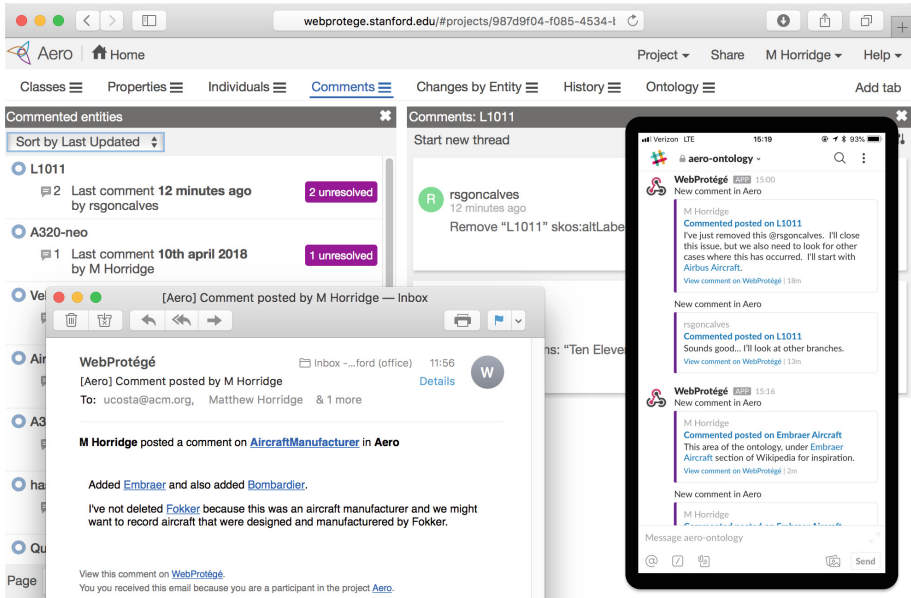 webprotege.stanford.edu/#projects/987d9f04-f085-4534-b
Aero
Home
Project
Share
M Horridge
Help
Classes
Properties
Individuals
Comments
Changes by Entity
History
Ontology
Add tab
Commented entities
Sort by Last Updated
L1011
2 Last comment 12 minutes ago
by rsgoncalves
2 unresolved
A320-neo
1 Last comment 10th april 2018
by M Horridge
1 unresolved
Air
A3
ha
Qu
Page
Comments: L1011
Start new thread
R
rsgoncalves
12 minutes ago
Remove “L1011” skos:altLabe
ns: “Ten Eleve
[Aero] Comment posted by M Horridge — Inbox
WebProtégé
Inbox -...ford (office) 11:56
W
[Aero] Comment posted by M Horridge
Details
To: ucosta@acm.org, Matthew Horridge & 1 more
M Horridge posted a comment on AircraftManufacturer in Aero
Added Embraer and also added Bombardier.
I've not deleted Fokker because this was an aircraft manufacturer and we might
want to record aircraft that were designed and manufacturered by Fokker.
View this comment on WebProtégé.
You you received this email because you are a participant in the project Aero.
Verizon LTE 15:19 93%
aero-ontology
WebProtégé APP 15:00
New comment in Aero
M Horridge
Commented posted on L1011
I've just removed this @rsgoncalves. I'll close
this issue, but we also need to look for other
cases where this has occurred. I'll start with
Airbus Aircraft.
View comment on WebProtégé | 18m
New comment in Aero
rsgoncalves
Commented posted on L1011
Sounds good... I'll look at other branches.
View comment on WebProtégé | 13m
WebProtégé APP 15:16
New comment in Aero
M Horridge
Commented posted on Embraer Aircraft
This area of the ontology, under Embraer
Aircraft section of Wikipedia for inspiration.
View comment on WebProtégé | 2m
New comment in Aero
M Horridge
Commented posted on Embraer Aircraft
Message aero-ontology
Send